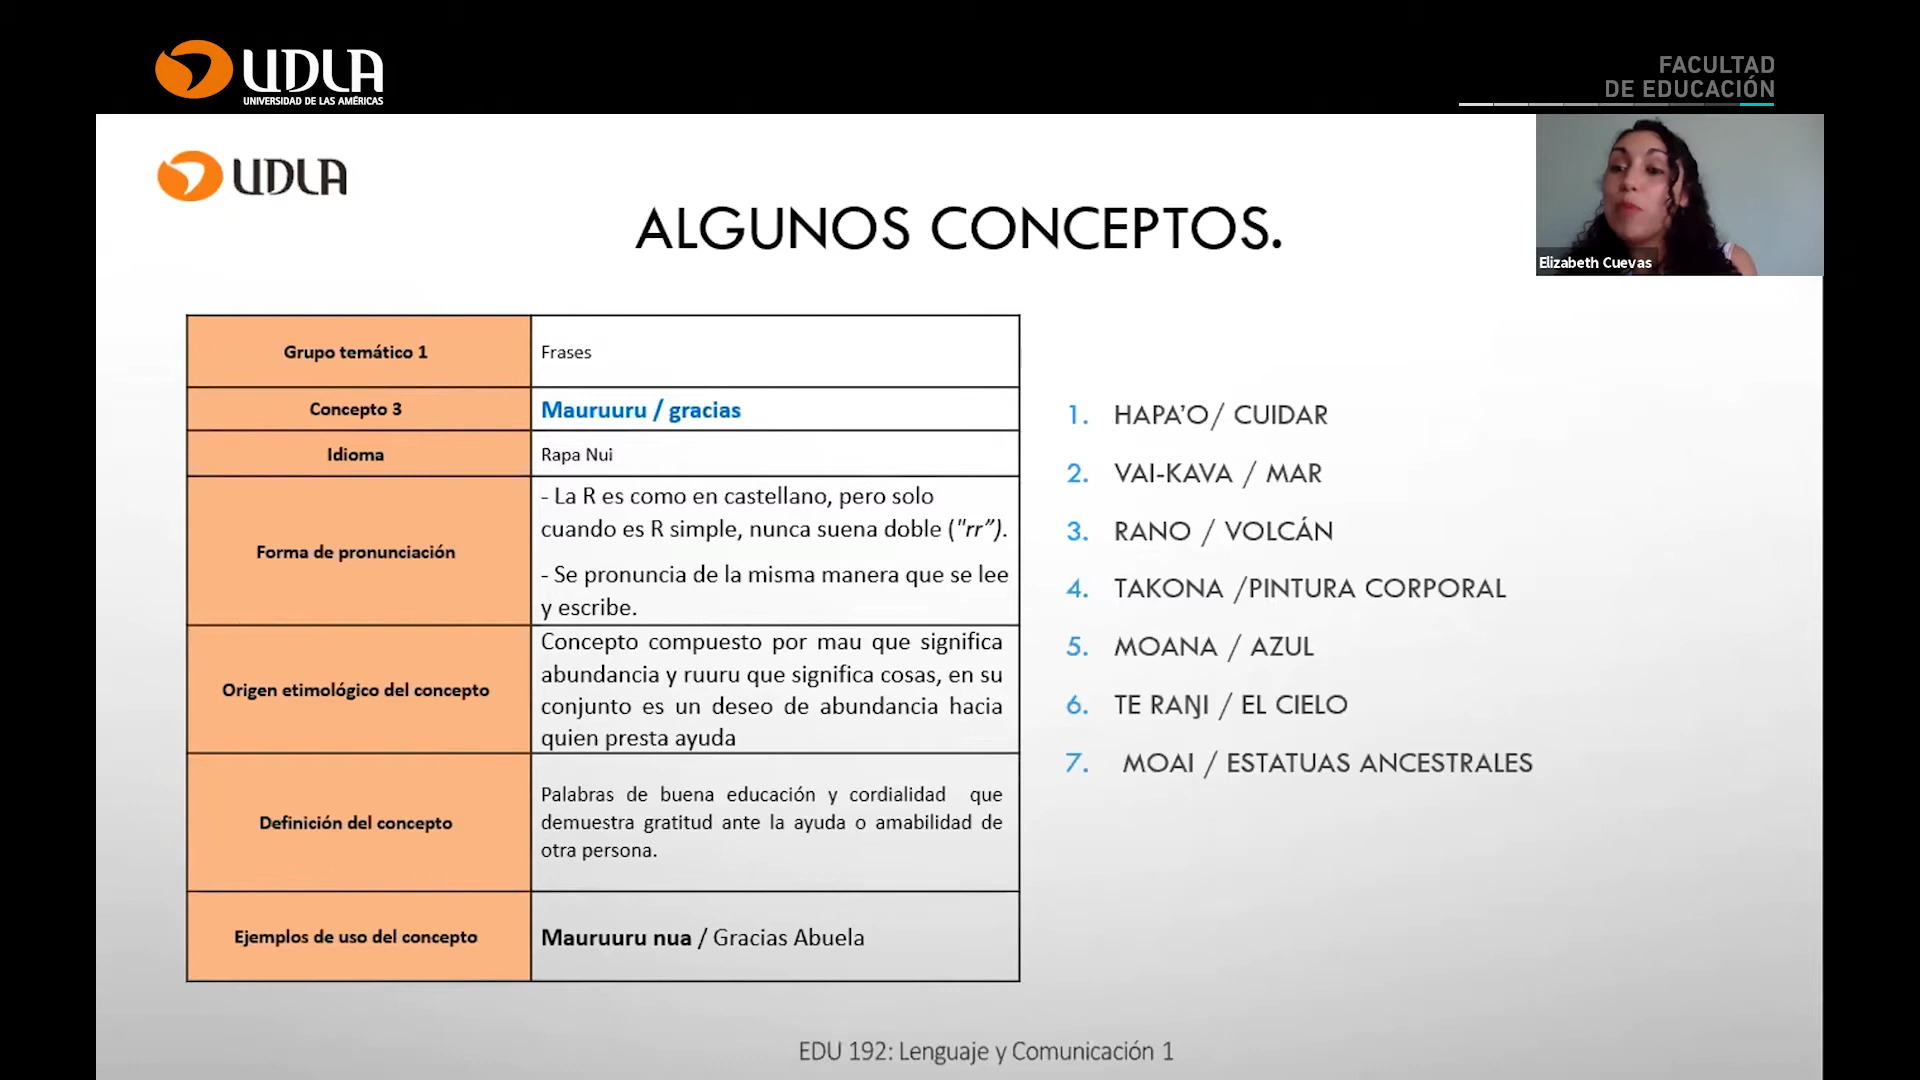 UDLA
UNIVERSIDAD DE LAS AMÉRICAS
FACULTAD
DE EDUCACIÓN
UDLA
ALGUNOS CONCEPTOS.
Elizabeth Cuevas
Grupo temático 1
Frases
Concepto 3
Mauruuru / gracias
Idioma
Rapa Nui
Forma de pronunciación
- La R es como en castellano, pero solo
cuando es R simple, nunca suena doble ("rr”).
- Se pronuncia de la misma manera que se lee
y escribe.
Origen etimológico del concepto
Concepto compuesto por mau que significa
abundancia y ruuru que significa cosas, en su
conjunto es un deseo de abundancia hacia
quien presta ayuda
Definición del concepto
Palabras de buena educación y cordialidad que
demuestra gratitud ante la ayuda o amabilidad de
otra persona.
Ejemplos de uso del concepto
Mauruuru nua / Gracias Abuela
1. HAPA’O/ CUIDAR
2. VAI-KAVA / MAR
3. RANO / VOLCÁN
4. TAKONA /PINTURA CORPORAL
5. MOANA / AZUL
6. TE RAŊI / EL CIELO
7. MOAI / ESTATUAS ANCESTRALES
EDU 192: Lenguaje y Comunicación 1